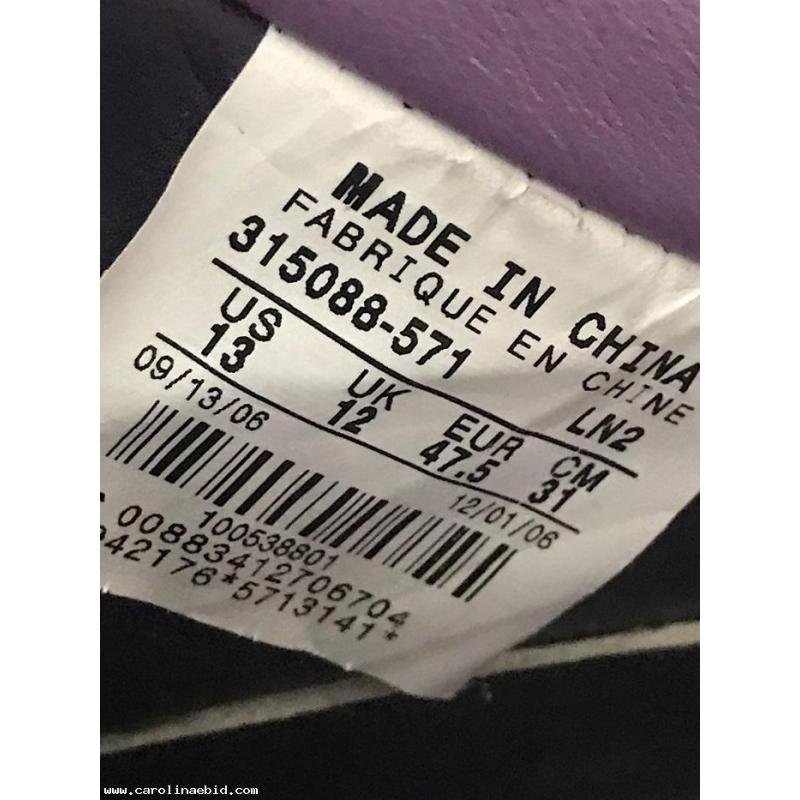 MADE IN CHINA
FABRIQUE EN CHINE
315088-571 LN2
US UK EUR CM
13 12 47.5 31
09/13/06 12/01/06
100538801
00883412706704
42176*5713141*
www.carolinaebid.com